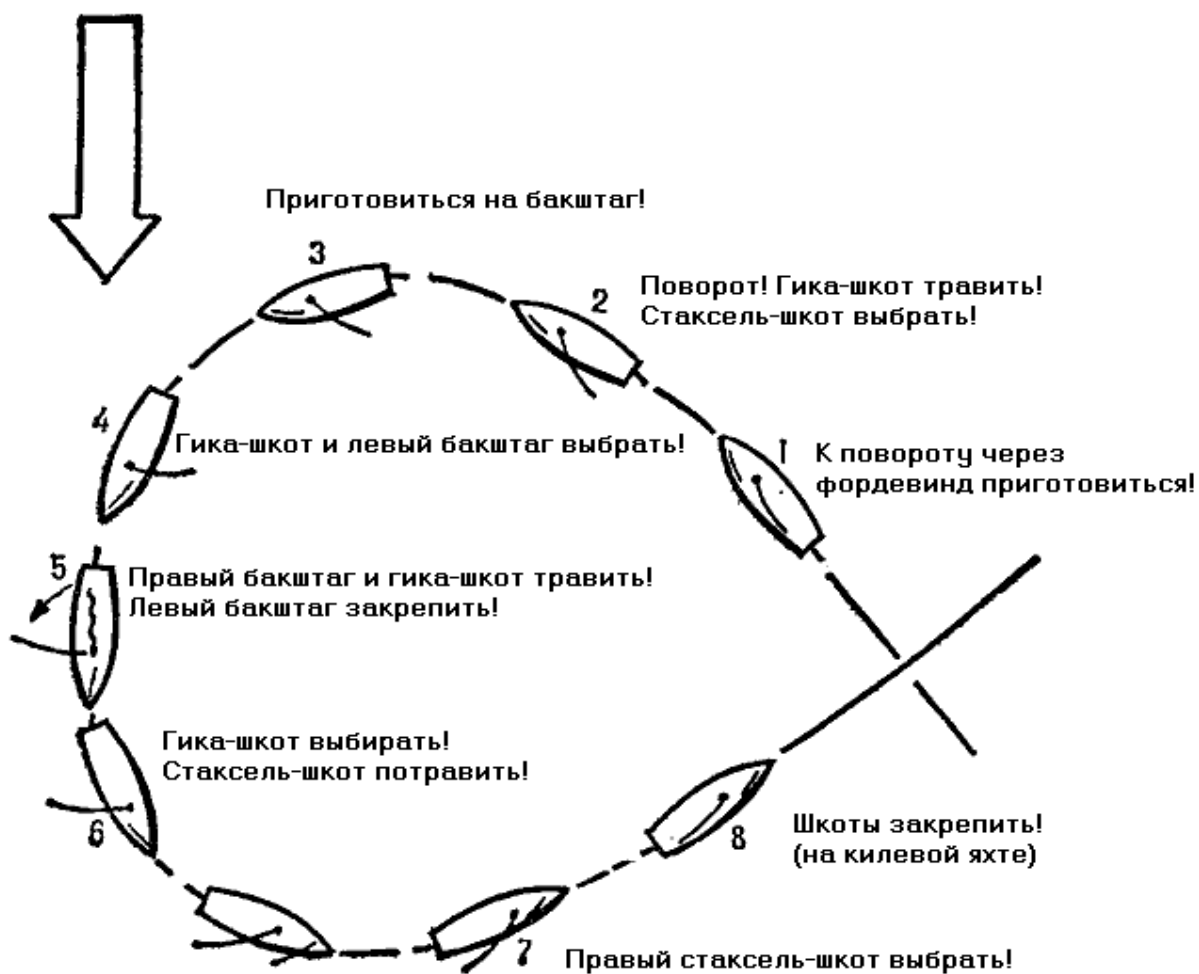 Приготовиться на бакштаг!
3
2
Поворот! Гика-шкот травить!
Стаксель-шкот выбрать!
4
Гика-шкот и левый бакштаг выбрать!
1
К повороту через
фордевинд приготовиться!
5
Правый бакштаг и гика-шкот травить!
Левый бакштаг закрепить!
Гика-шкот выбирать!
Стаксель-шкот потравить!
6
8
Шкоты закрепить!
(на килевой яхте)
7
Правый стаксель-шкот выбрать!